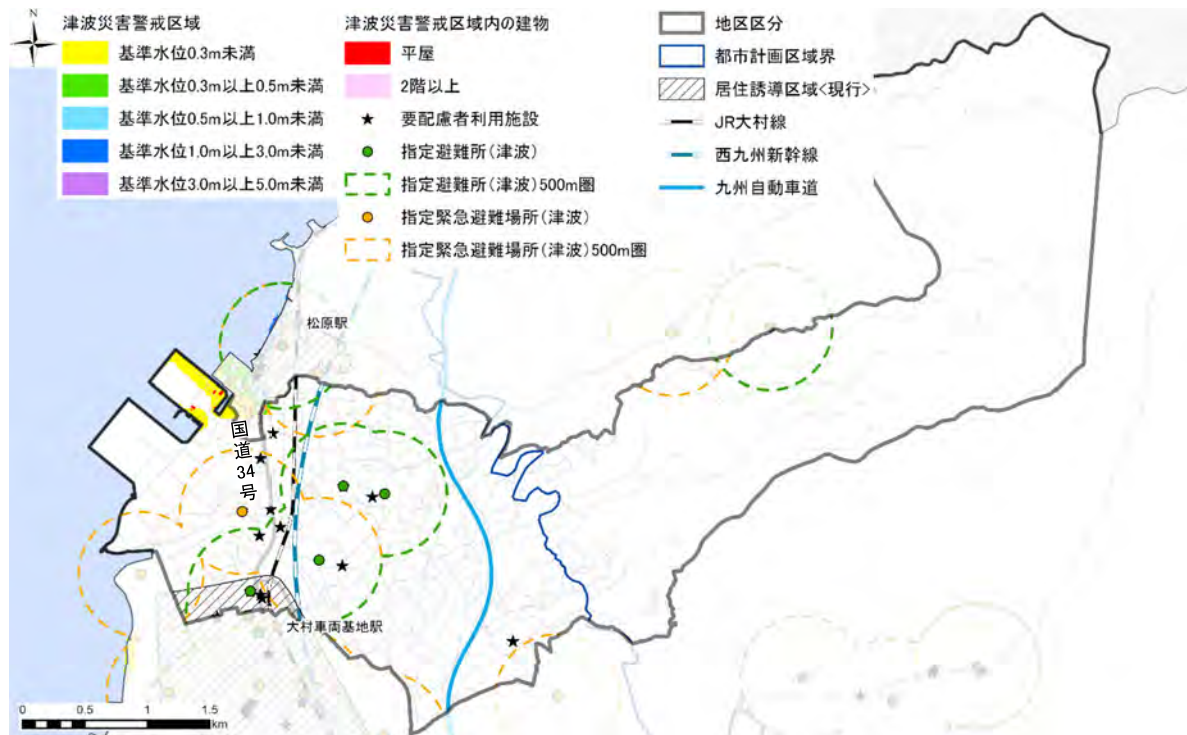 N
津波災害警戒区域
基準水位0.3m未満
基準水位0.3m以上0.5m未満
基準水位0.5m以上1.0m未満
基準水位1.0m以上3.0m未満
基準水位3.0m以上5.0m未満
津波災害警戒区域内の建物
平屋
2階以上
要配慮者利用施設
指定避難所(津波)
指定避難所(津波)500m圏
指定緊急避難場所(津波)
指定緊急避難場所(津波)500m圏
地区区分
都市計画区域界
居住誘導区域<現行>
JR大村線
西九州新幹線
九州自動車道
松原駅
国道34号
大村車両基地駅
0 0.5 1 1.5
km